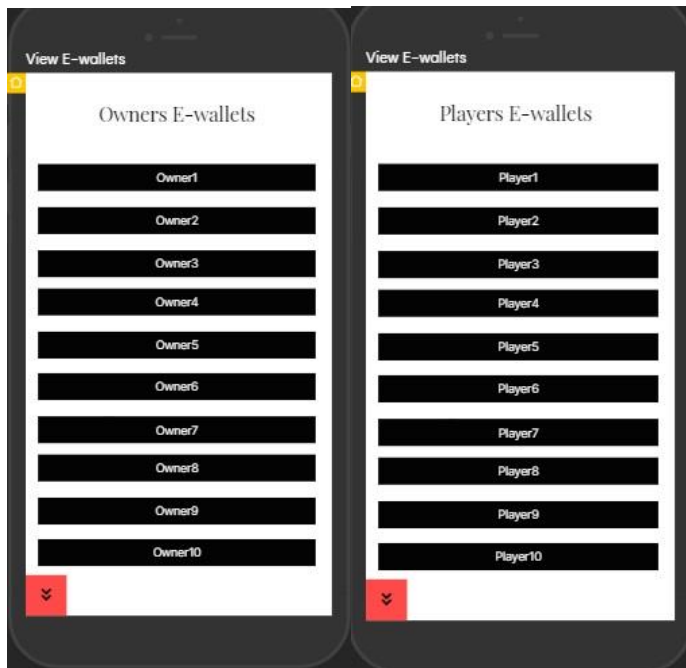 View E-wallets
Owners E-wallets
Owner1
Owner2
Owner3
Owner4
Owner5
Owner6
Owner7
Owner8
Owner9
Owner10
View E-wallets
Players E-wallets
Player1
Player2
Player3
Player4
Player5
Player6
Player7
Player8
Player9
Player10